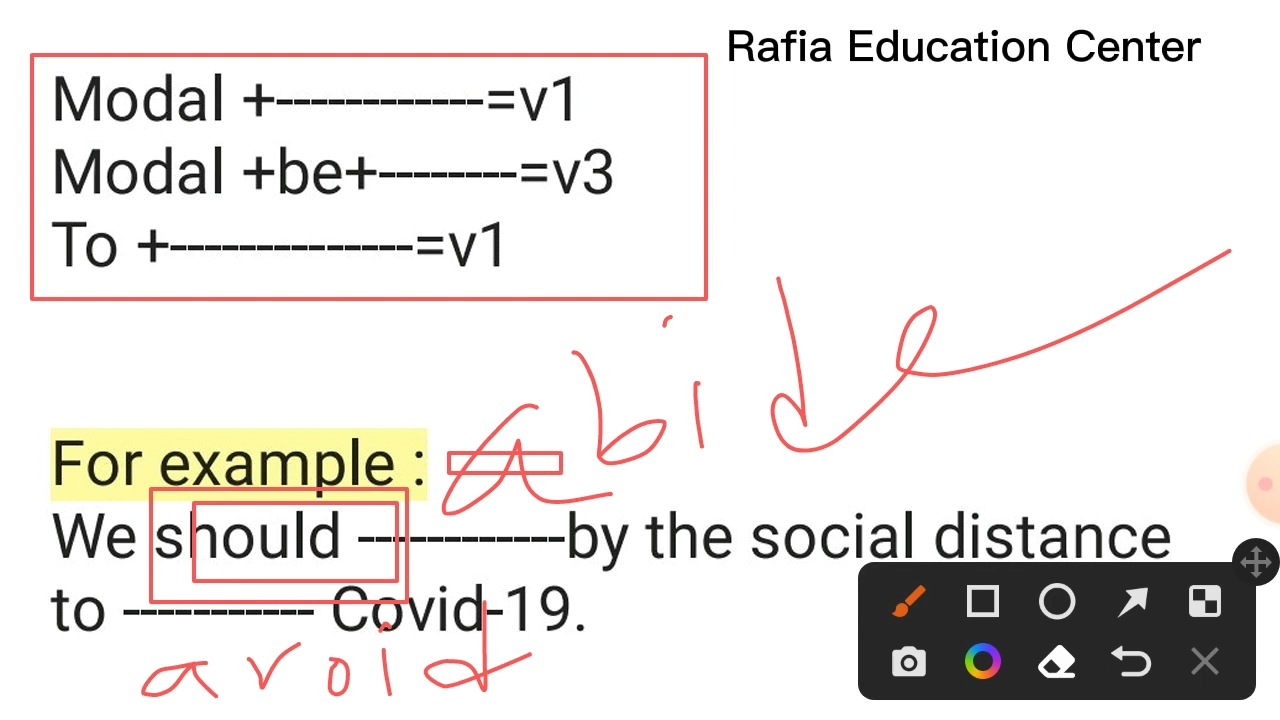 Rafia Education Center
Modal +------------=v1
Modal +be+--------=v3
To +--------------=v1
abide
For example :
We should ------------by the social distance
to ----------- Covid-19.
avoid